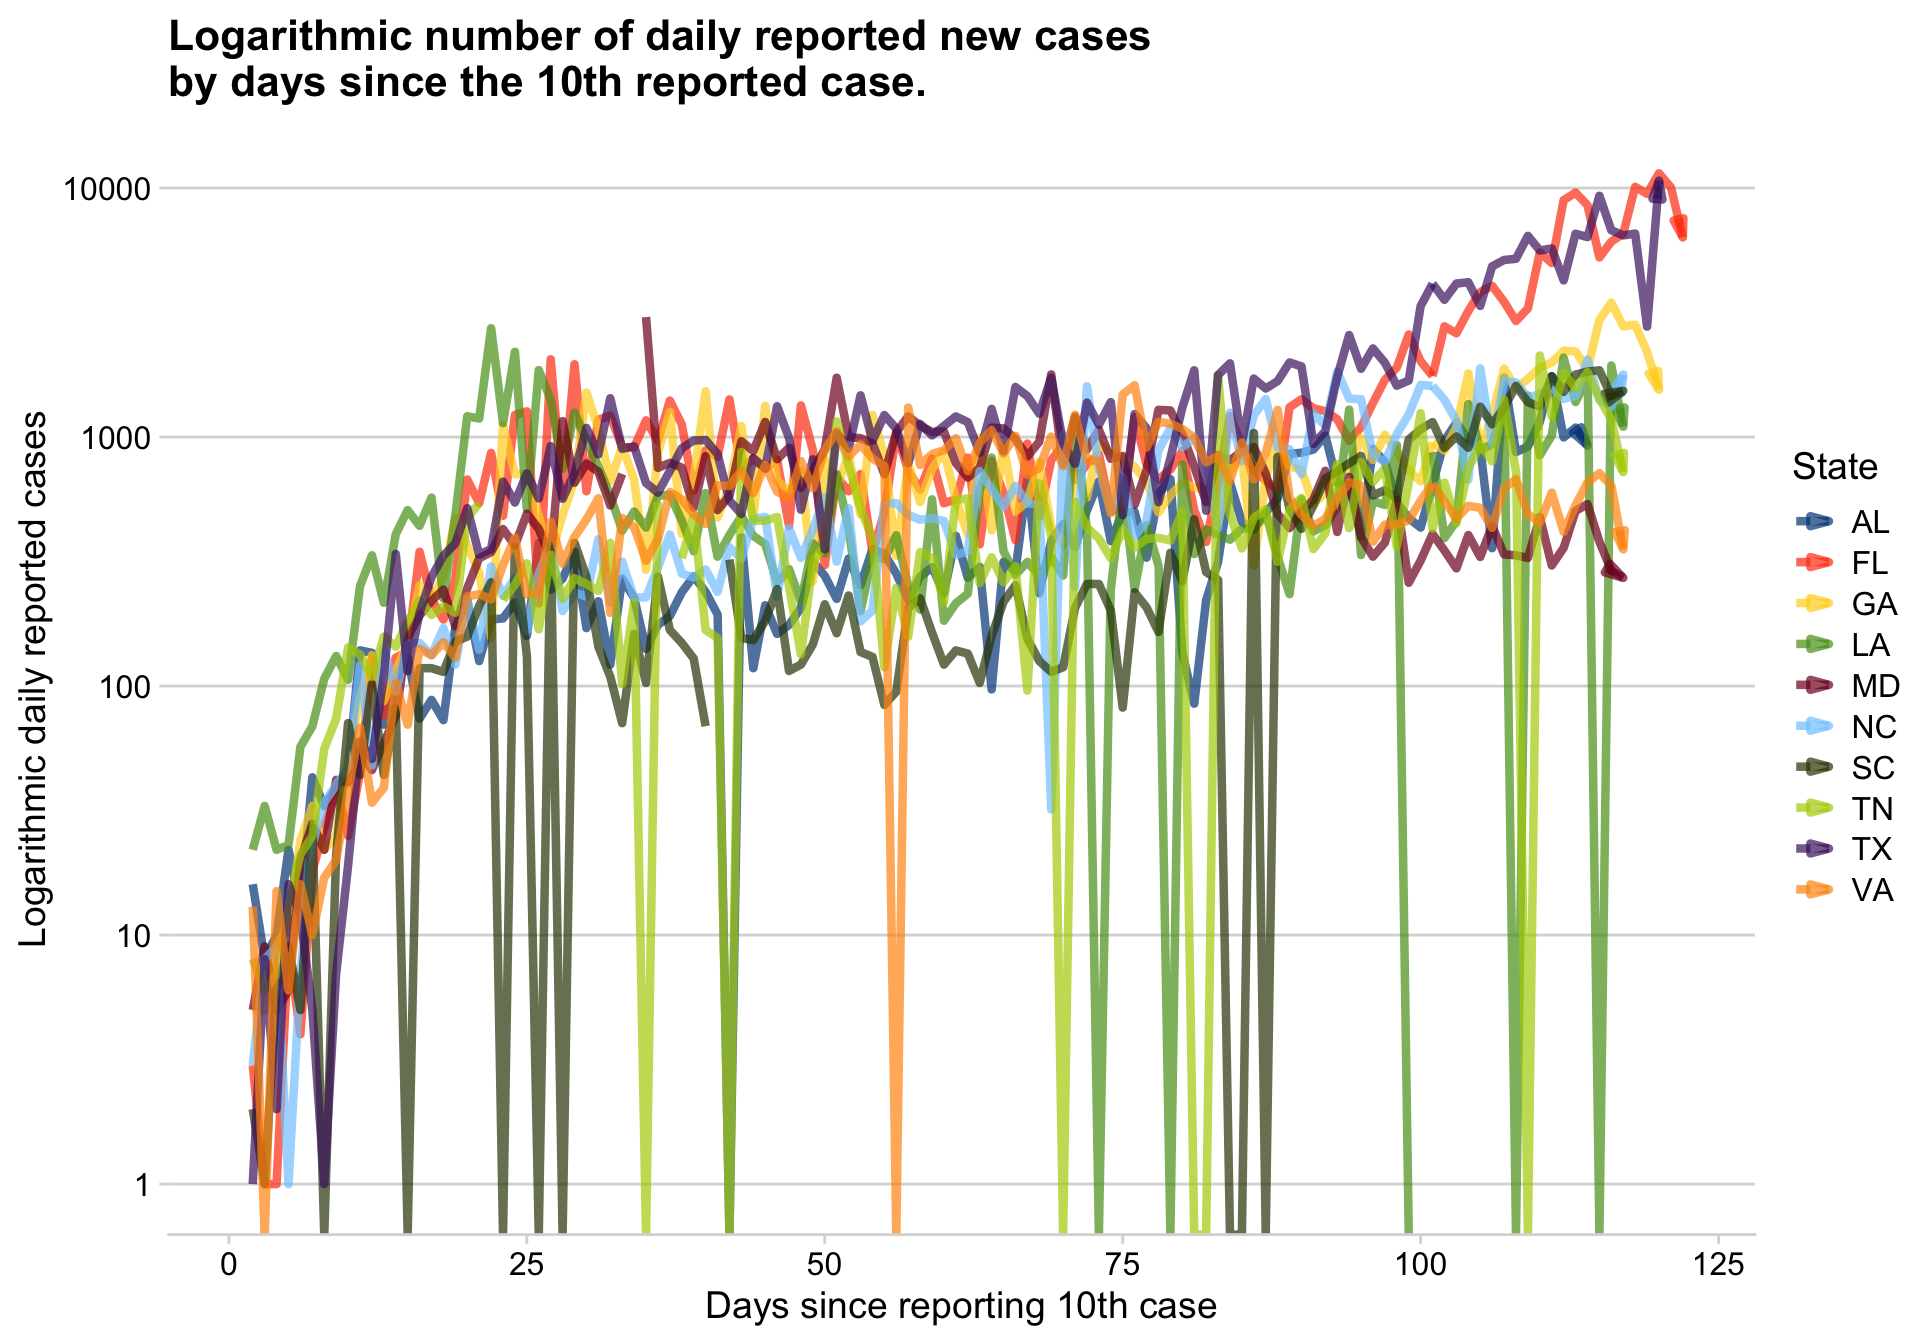 Logarithmic number of daily reported new cases
by days since the 10th reported case.
Logarithmic daily reported cases
10000
1000
100
10
1
0
25
50
75
100
125
Days since reporting 10th case
State
AL
FL
GA
LA
MD
NC
SC
TN
TX
VA